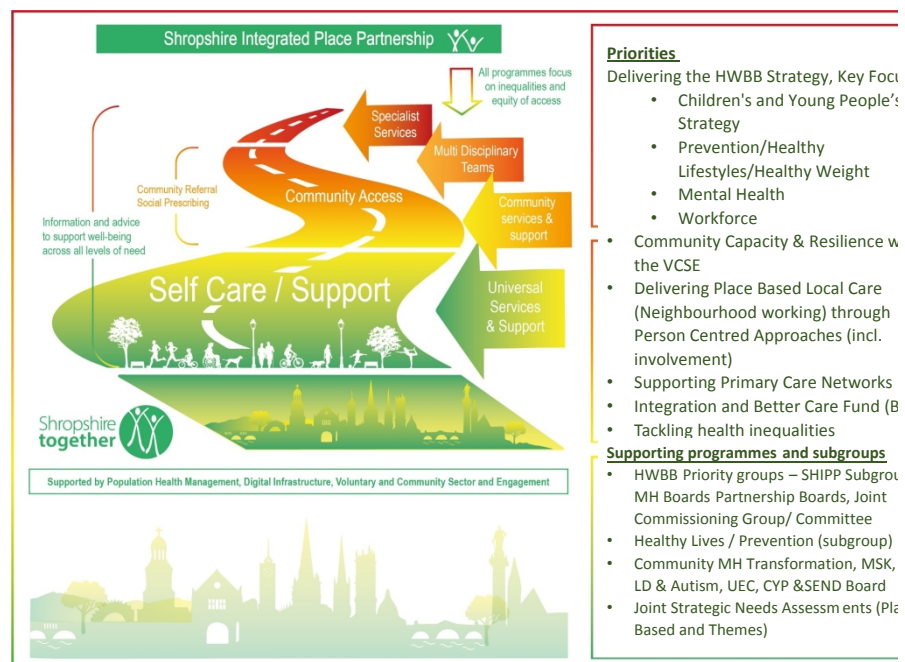 Shropshire Integrated Place Partnership
All programmes focus
on inequalities and
equity of access
Specialist
Services
Multi Disciplinary
Teams
Community Referral
Social Prescribing
Community Access
Community
services &
support
Information and advice
to support well-being
across all levels of need
Self Care / Support
Universal
Services
& Support
Shropshire
together
Supported by Population Health Management, Digital Infrastructure, Voluntary and Community Sector and Engagement
Priorities
Delivering the HWBB Strategy, Key Focu
• Children's and Young People's
Strategy
• Prevention/Healthy
Lifestyles/Healthy Weight
• Mental Health
• Workforce
• Community Capacity & Resilience w
the VCSE
• Delivering Place Based Local Care
(Neighbourhood working) through
Person Centred Approaches (incl.
involvement)
• Supporting Primary Care Networks
• Integration and Better Care Fund (B
• Tackling health inequalities
Supporting programmes and subgroups
• HWBB Priority groups – SHIPP Subgrou
MH Boards Partnership Boards, Joint
Commissioning Group/ Committee
• Healthy Lives / Prevention (subgroup)
• Community MH Transformation, MSK,
LD & Autism, UEC, CYP &SEND Board
• Joint Strategic Needs Assessm ents (Pla
Based and Themes)